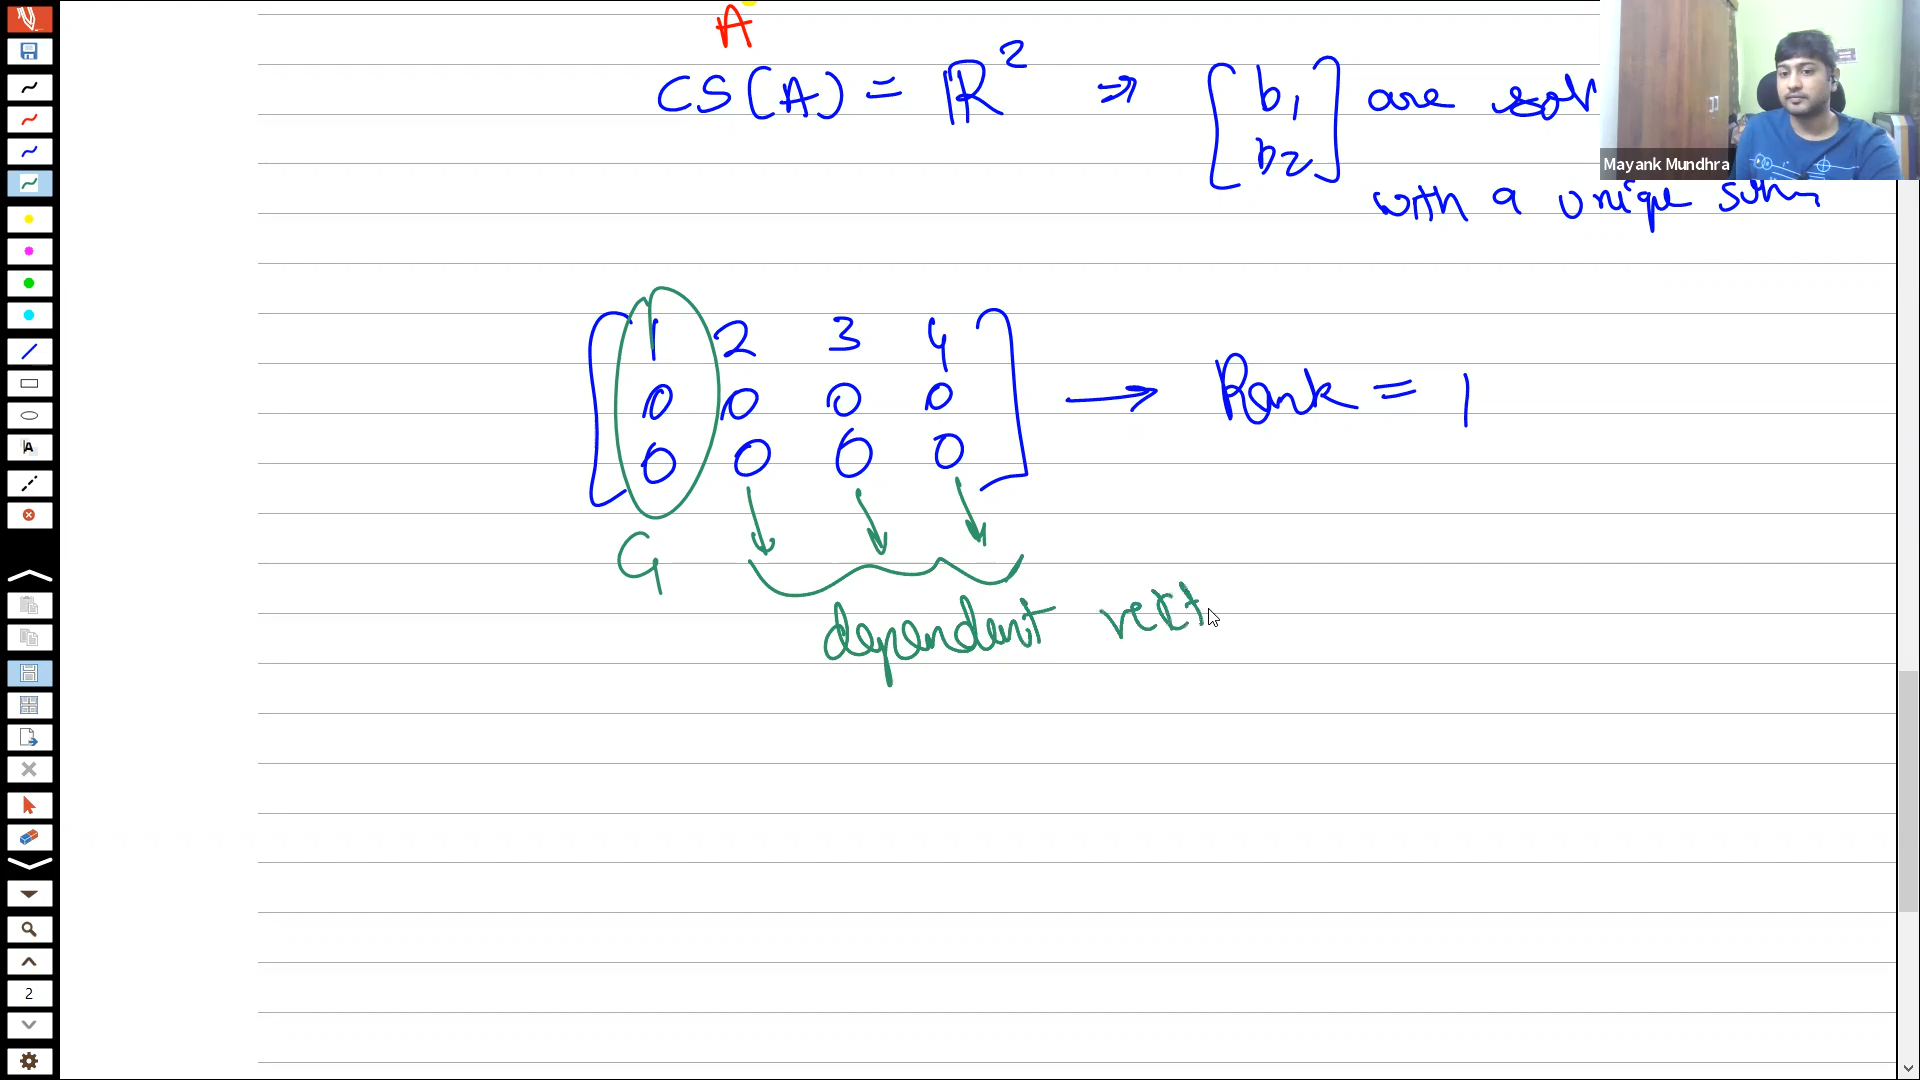 A
CS(A) = ℝ² ⇒ [b1 b2] are sol
with a unique soln
Mayank Mundhra
1 2 3 4
0 0 0 0 → Rank = 1
0 0 0 0
C1
dependent vect
2